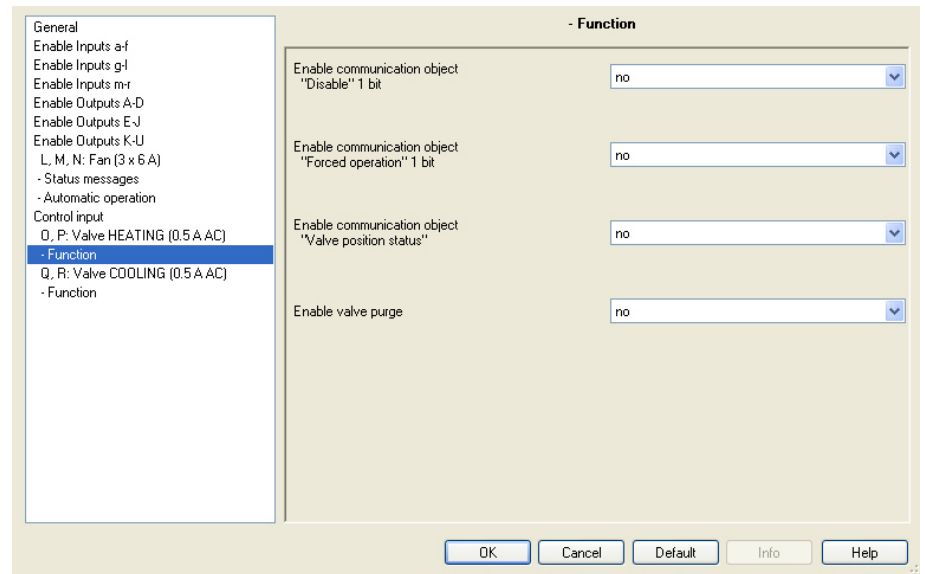 General
Enable Inputs a-f
Enable Inputs g-l
Enable Inputs m-r
Enable Outputs A-D
Enable Outputs E-J
Enable Outputs K-U
L, M, N: Fan (3 x 6 A)
- Status messages
- Automatic operation
Control input
O, P: Valve HEATING (0.5 A AC)
- Function
Q, R: Valve COOLING (0.5 A AC)
- Function
- Function
Enable communication object
"Disable" 1 bit
no
Enable communication object
"Forced operation" 1 bit
no
Enable communication object
"Valve position status"
no
Enable valve purge
no
OK
Cancel
Default
Info
Help